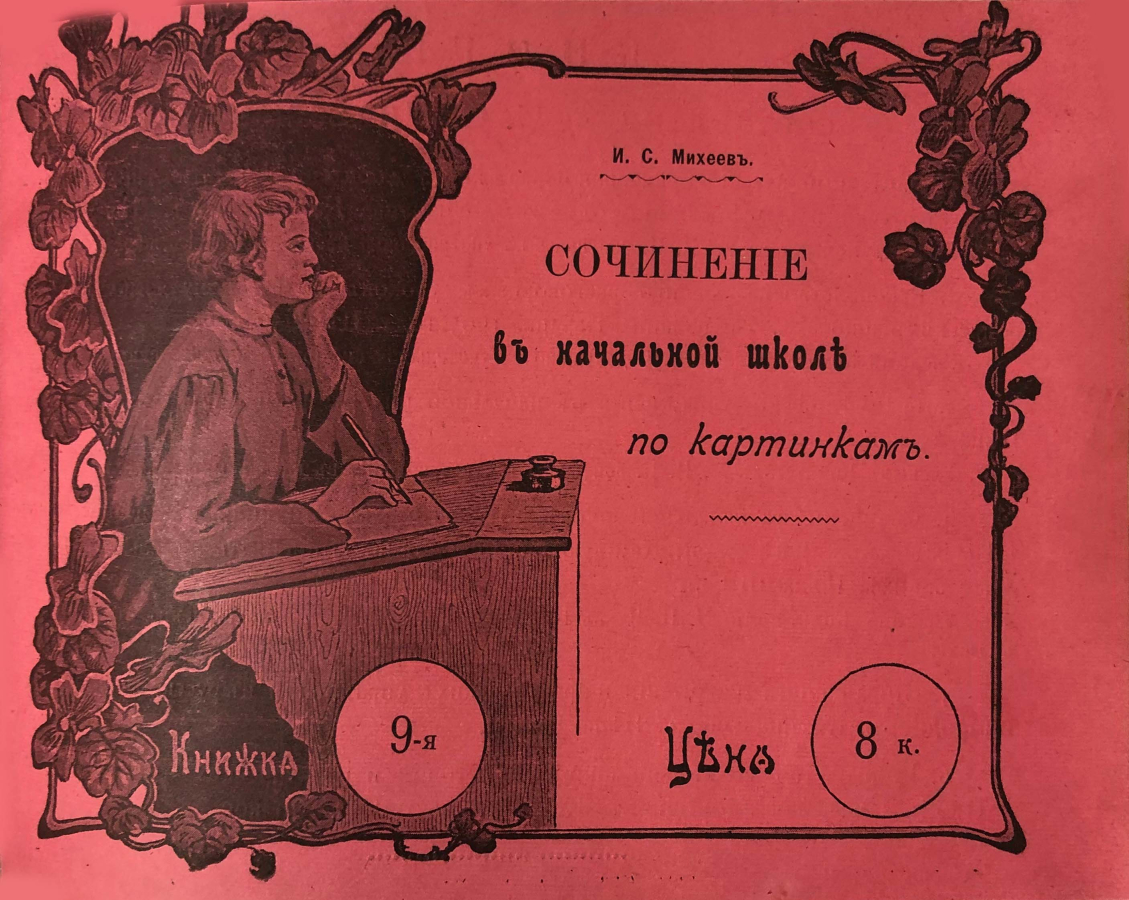 И. С. Михеевъ.
СОЧИНЕНІЕ
въ начальной школѣ
по картинкамъ.
Книжка
9-я
Цѣна
8 к.